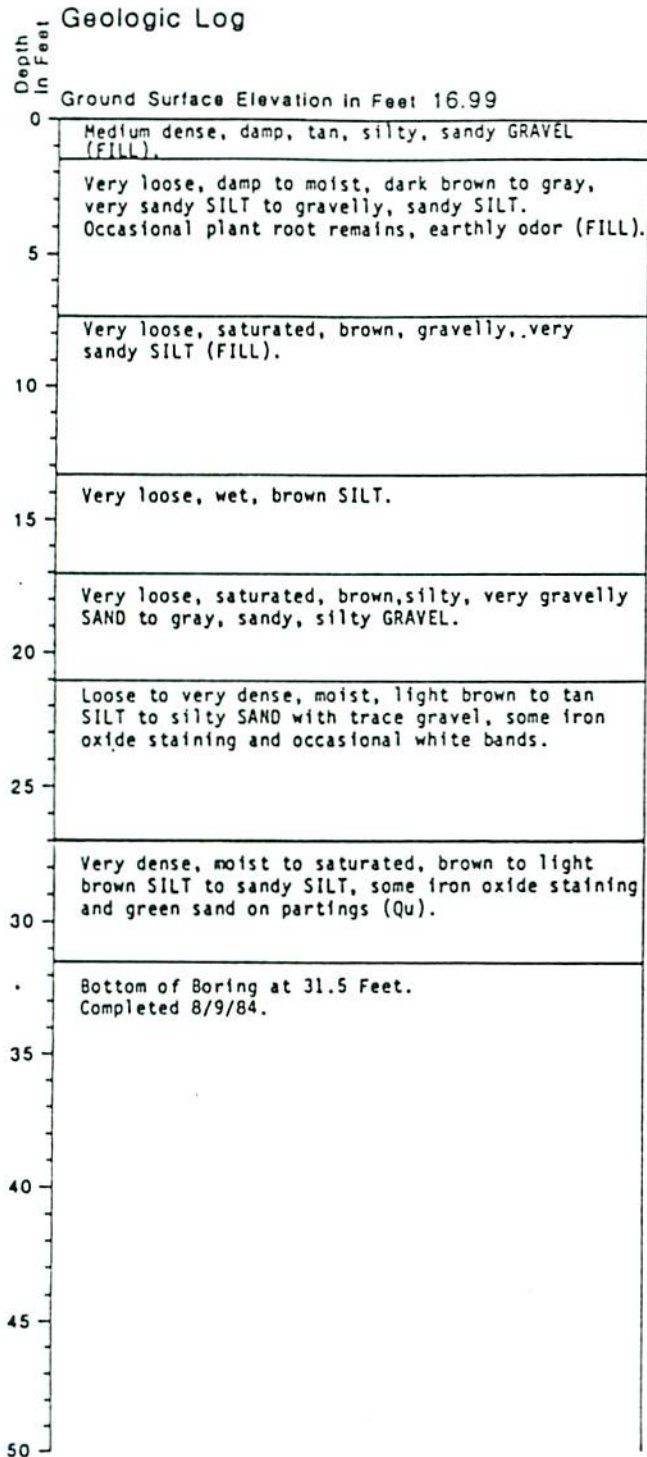 Geologic Log
Depth
In Feet
Ground Surface Elevation in Feet 16.99
0
Medium dense, damp, tan, silty, sandy GRAVEL
(FILL).
Very loose, damp to moist, dark brown to gray,
very sandy SILT to gravelly, sandy SILT.
Occasional plant root remains, earthly odor (FILL).
5
Very loose, saturated, brown, gravelly, very
sandy SILT (FILL).
10
Very loose, wet, brown SILT.
15
Very loose, saturated, brown,silty, very gravelly
SAND to gray, sandy, silty GRAVEL.
20
Loose to very dense, moist, light brown to tan
SILT to silty SAND with trace gravel, some iron
oxide staining and occasional white bands.
25
Very dense, moist to saturated, brown to light
brown SILT to sandy SILT, some iron oxide staining
and green sand on partings (Qu).
30
Bottom of Boring at 31.5 Feet.
Completed 8/9/84.
35
40
45
50